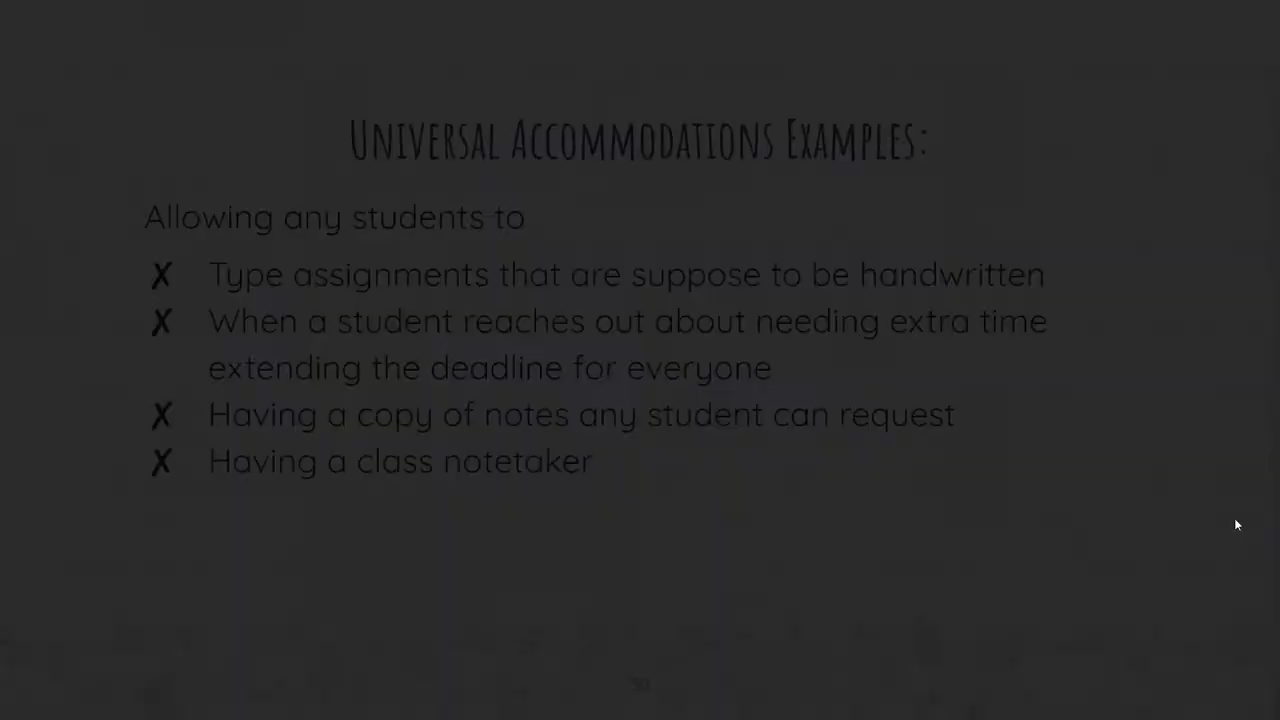 Universal Accommodations Examples:
Allowing any students to
✗ Type assignments that are suppose to be handwritten
✗ When a student reaches out about needing extra time
extending the deadline for everyone
✗ Having a copy of notes any student can request
✗ Having a class notetaker